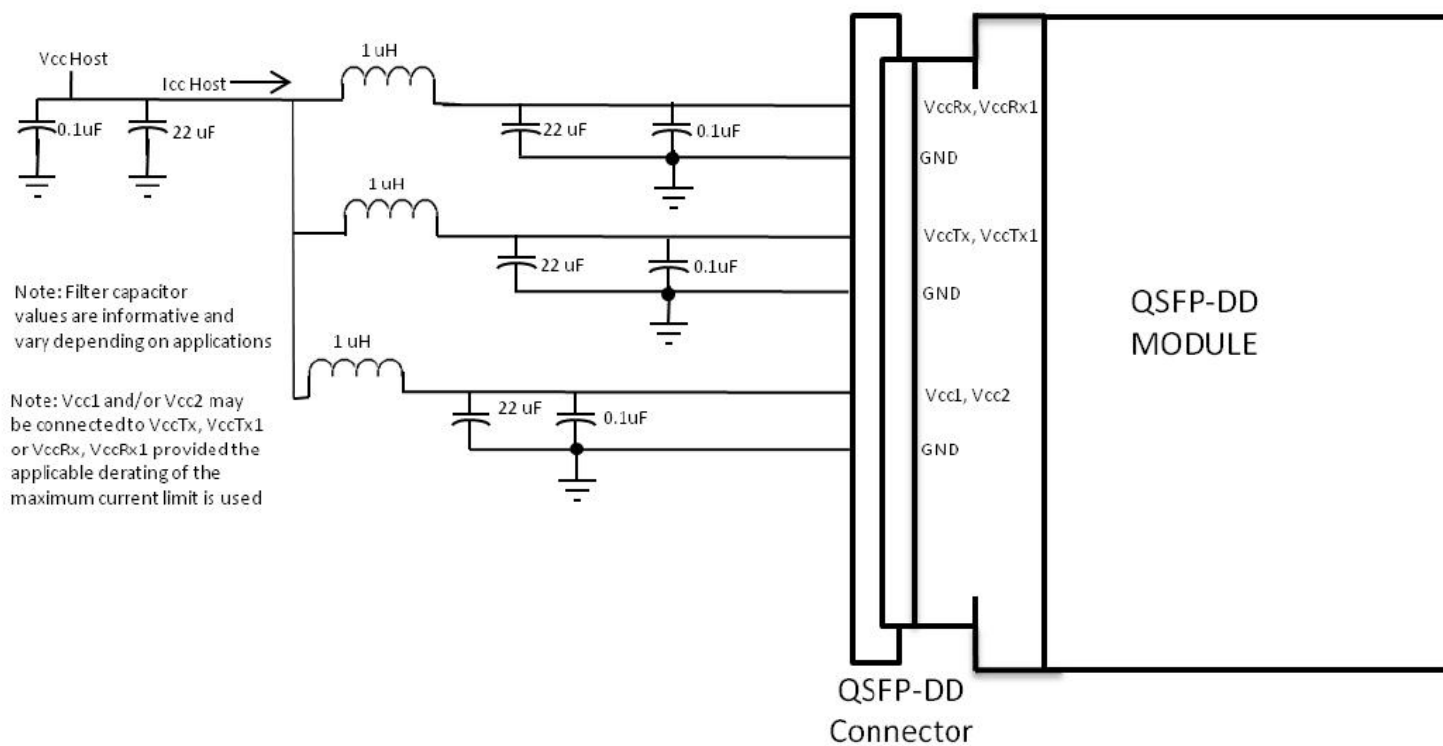 1 uH
Vcc Host
Icc Host
0.1uF
22 uF
22 uF
0.1uF
VccRx, VccRx1
GND
1 uH
VccTx, VccTx1
22 uF
0.1uF
GND
Note: Filter capacitor
values are informative and
vary depending on applications
QSFP-DD
MODULE
1 uH
Note: Vcc1 and/or Vcc2 may
be connected to VccTx, VccTx1
or VccRx, VccRx1 provided the
applicable derating of the
maximum current limit is used
22 uF
0.1uF
Vcc1, Vcc2
GND
QSFP-DD
Connector